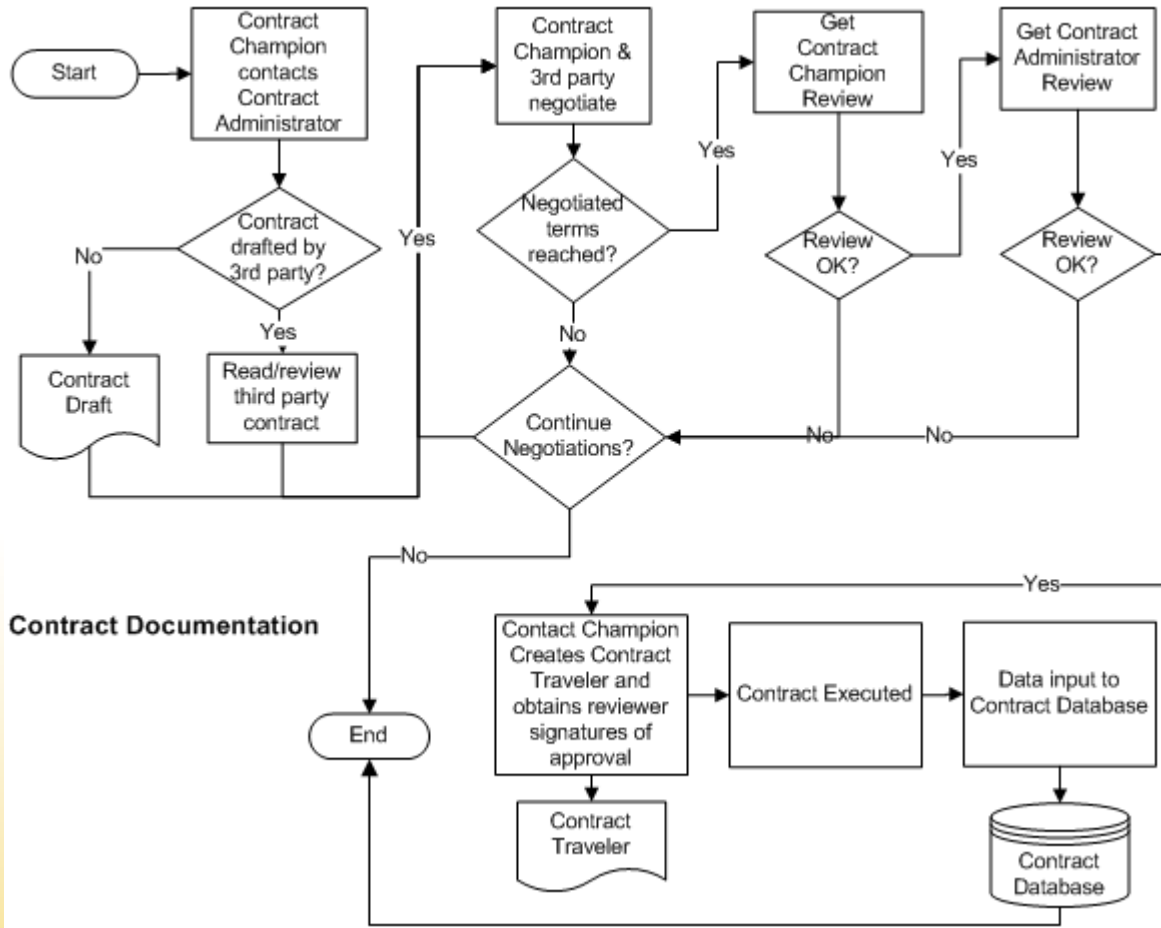 Start
Contract
Champion
contacts
Contract
Administrator
Contract
drafted by
3rd party?
No
Yes
Contract
Draft
Read/review
third party
contract
Yes
Contract
Champion &
3rd party
negotiate
Negotiated
terms
reached?
Yes
No
Continue
Negotiations?
No
Get
Contract
Champion
Review
Review
OK?
Yes
No
Get Contract
Administrator
Review
Review
OK?
No
Yes
Contract Documentation
End
Contact Champion
Creates Contract
Traveler and
obtains reviewer
signatures of
approval
Contract
Traveler
Contract Executed
Data input to
Contract Database
Contract
Database